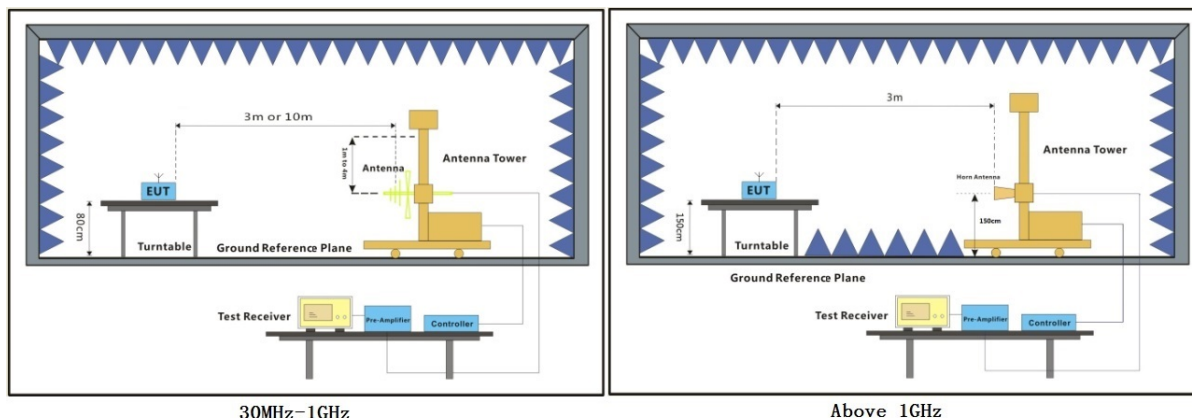 3m or 10m
1m to 4m
Antenna
Antenna Tower
EUT
80cm
Turntable
Ground Reference Plane
Test Receiver
Pre-Amplifier
Controller
30MHz-1GHz
3m
Antenna Tower
Horn Antenna
EUT
150cm
150cm
Turntable
Ground Reference Plane
Test Receiver
Pre-Amplifier
Controller
Above 1GHz